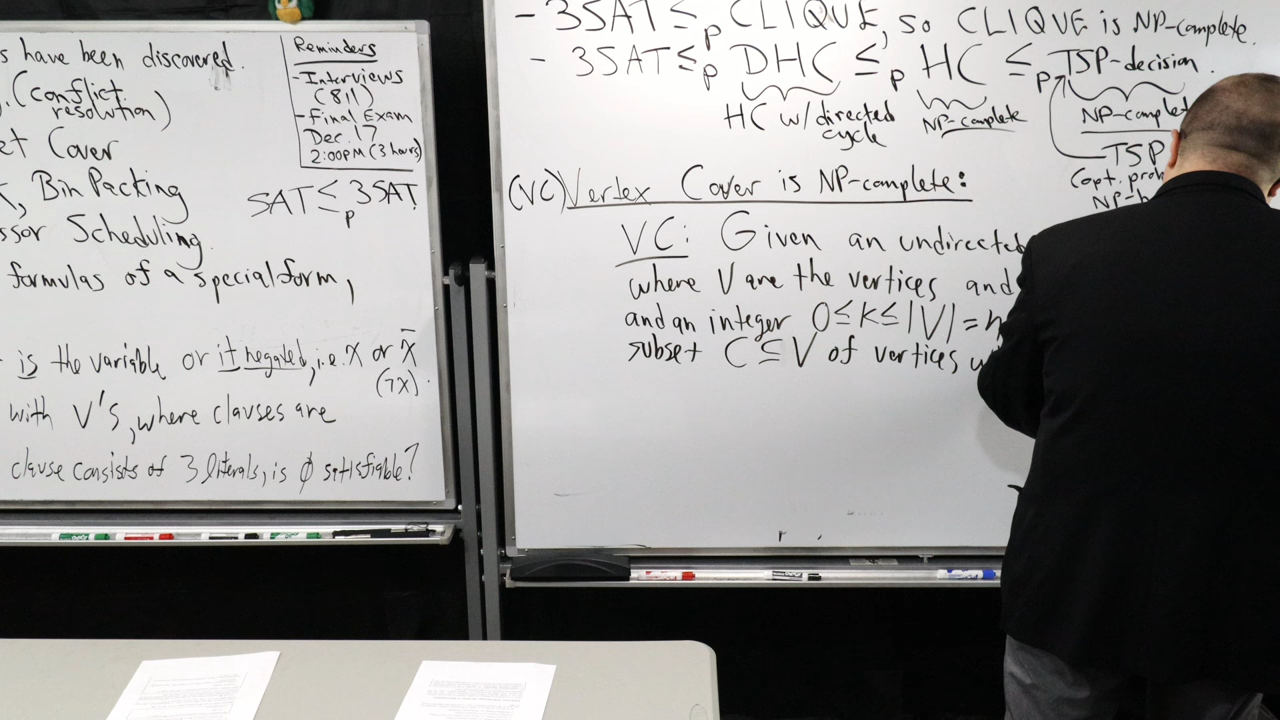 s have been discovered.
(conflict
resolution)
et Cover
Bin Packing
ssor Scheduling.
SAT ≤p 3SAT.
formulas of a special form,
is the variable or it negated, i.e. X or X̄
(¬X).
with V's, where clauses are
clause consists of 3 literals, is ϕ sitisfiable?
Reminders
- Interviews
(8/1)
- Final Exam
Dec. 17
2:00PM (3 hours)
- 3SAT ≤p CLIQUE, so CLIQUE is NP-complete.
- 3SAT ≤p DHC ≤p HC ≤p TSP-decision.
HC w/ directed
cycle
NP-complete
NP-complet
TSP
(opt. prob
NP-h
(VC) Vertex Cover is NP-complete:
VC: Given an undirected
where V are the vertices and
and an integer 0≤k≤|V|=n
subset C⊆V of vertices w